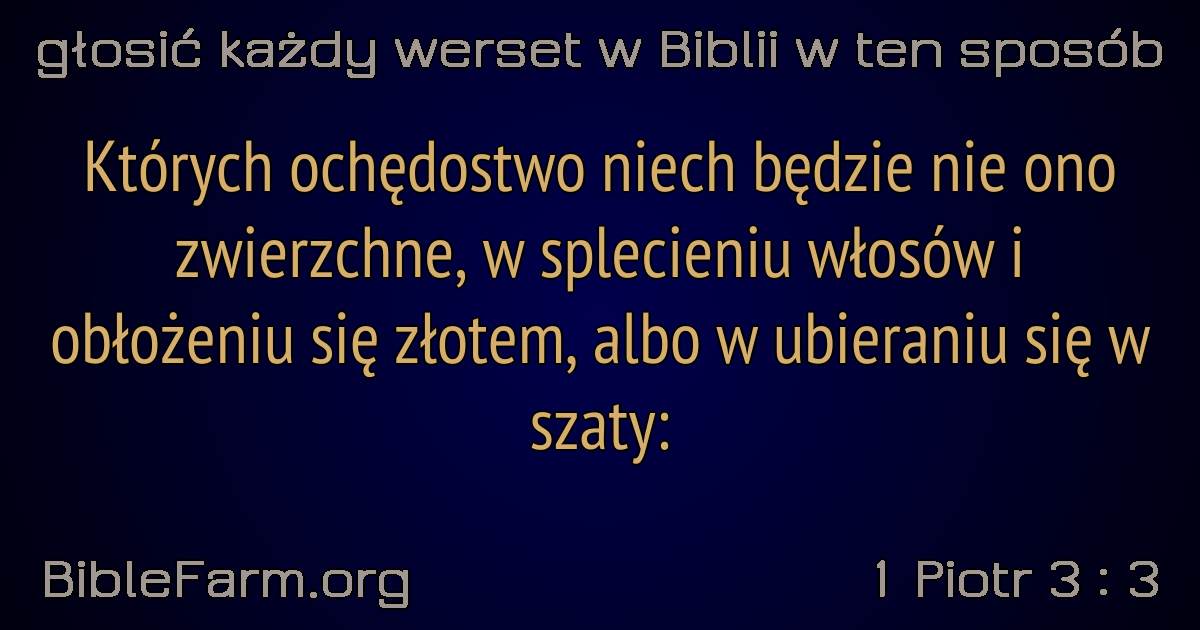 głosić każdy werset w Biblii w ten sposób
Których ochędostwo niech będzie nie ono
zwierzchne, w splecieniu włosów i
obłożeniu się złotem, albo w ubieraniu się w
szaty:
BibleFarm.org
1 Piotr 3 : 3